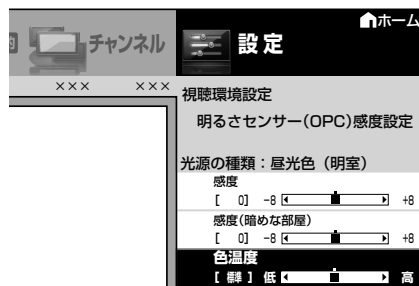 ホーム
的 チャンネル 設定
××× ×××
視聴環境設定
明るさセンサー(OPC)感度設定
光源の種類:昼光色(明室)
感度
[ 0] -8 +8
感度(暗めな部屋)
[ 0] -8 +8
色温度
[ 標準 ] 低 高